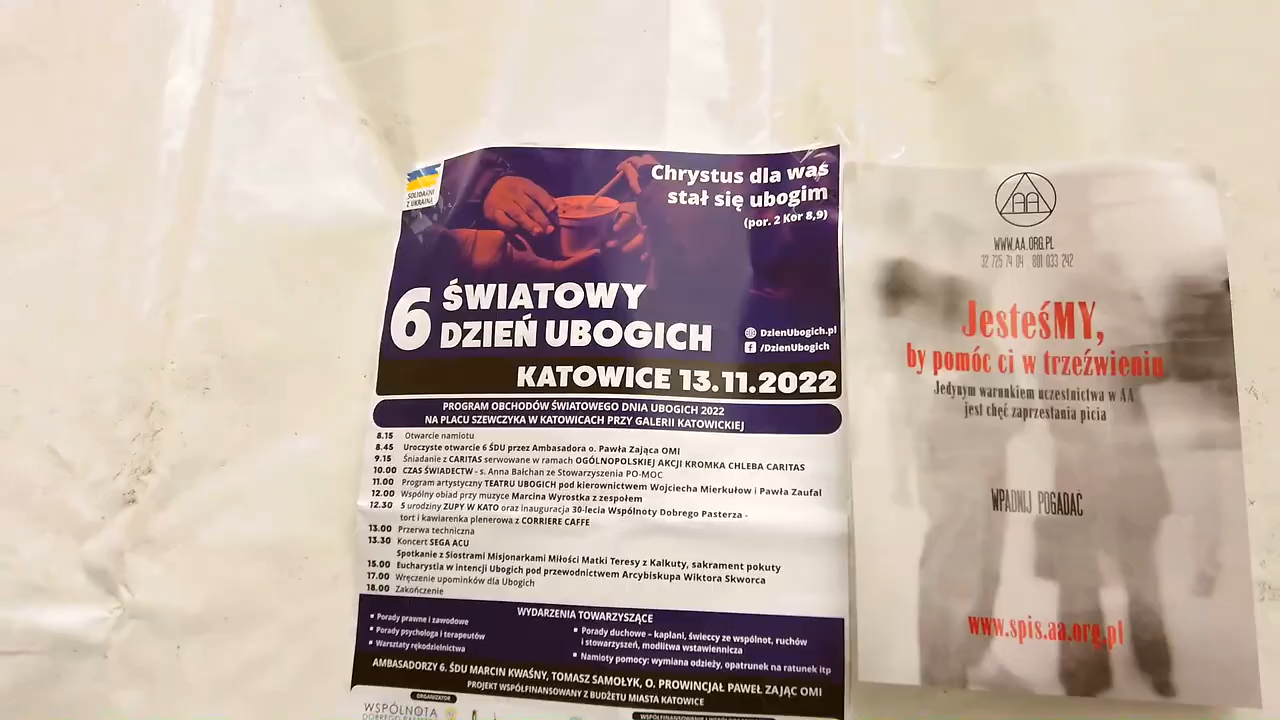 SOLIDARNI
Z UKRAINĄ
Chrystus dla was
stał się ubogim
(por. 2 Kor 8,9)
6 ŚWIATOWY
DZIEŃ UBOGICH
DzienUbogich.pl
/DzienUbogich
KATOWICE 13.11.2022
PROGRAM OBCHODÓW ŚWIATOWEGO DNIA UBOGICH 2022
NA PLACU SZEWCZYKA W KATOWICACH PRZY GALERII KATOWICKIEJ
8.15 Otwarcie namiotu
8.45 Uroczyste otwarcie 6 ŚDU przez Ambasadora o. Pawła Zająca OMI
9.15 Śniadanie z CARITAS serwowane w ramach OGÓLNOPOLSKIEJ AKCJI KROMKA CHLEBA CARITAS
10.00 CZAS ŚWIADECTW - s. Anna Bałchan ze Stowarzyszenia PO-MOC
11.00 Program artystyczny TEATRU UBOGICH pod kierownictwem Wojciecha Mierkułow i Pawła Zaufal
12.00 Wspólny obiad przy muzyce Marcina Wyrostka z zespołem
12.30 5 urodziny ZUPY W KATO oraz inauguracja 30-lecia Wspólnoty Dobrego Pasterza -
tort i kawiarenka plenerowa z CORRIERE CAFFE
13.00 Przerwa techniczna
13.30 Koncert SEGA ACU
Spotkanie z Siostrami Misjonarkami Miłości Matki Teresy z Kalkuty, sakrament pokuty
15.00 Eucharystia w intencji Ubogich pod przewodnictwem Arcybiskupa Wiktora Skworca
17.00 Wręczenie upominków dla Ubogich
18.00 Zakończenie
WYDARZENIA TOWARZYSZĄCE
▪ Porady prawne i zawodowe
▪ Porady psychologa i terapeutów
▪ Warsztaty rękodzielnictwa
▪ Porady duchowe – kapłani, świeccy ze wspólnot, ruchów
i stowarzyszeń, modlitwa wstawiennicza
▪ Namioty pomocy: wymiana odzieży, opatrunek na ratunek itp
AMBASADORZY 6. ŚDU MARCIN KWAŚNY, TOMASZ SAMOŁYK, O. PROWINCJAŁ PAWEŁ ZAJĄC OMI
PROJEKT WSPÓŁFINANSOWANY Z BUDŻETU MIASTA KATOWICE
ORGANIZATOR
WSPÓLNOTA
AA
WWW.AA.ORG.PL
32 725 74 04 801 033 242
JesteśMY,
by pomóc ci w trzeźwieniu
Jedynym warunkiem uczestnictwa w AA
jest chęć zaprzestania picia
WPADNIJ POGADAĆ
www.spis.aa.org.pl